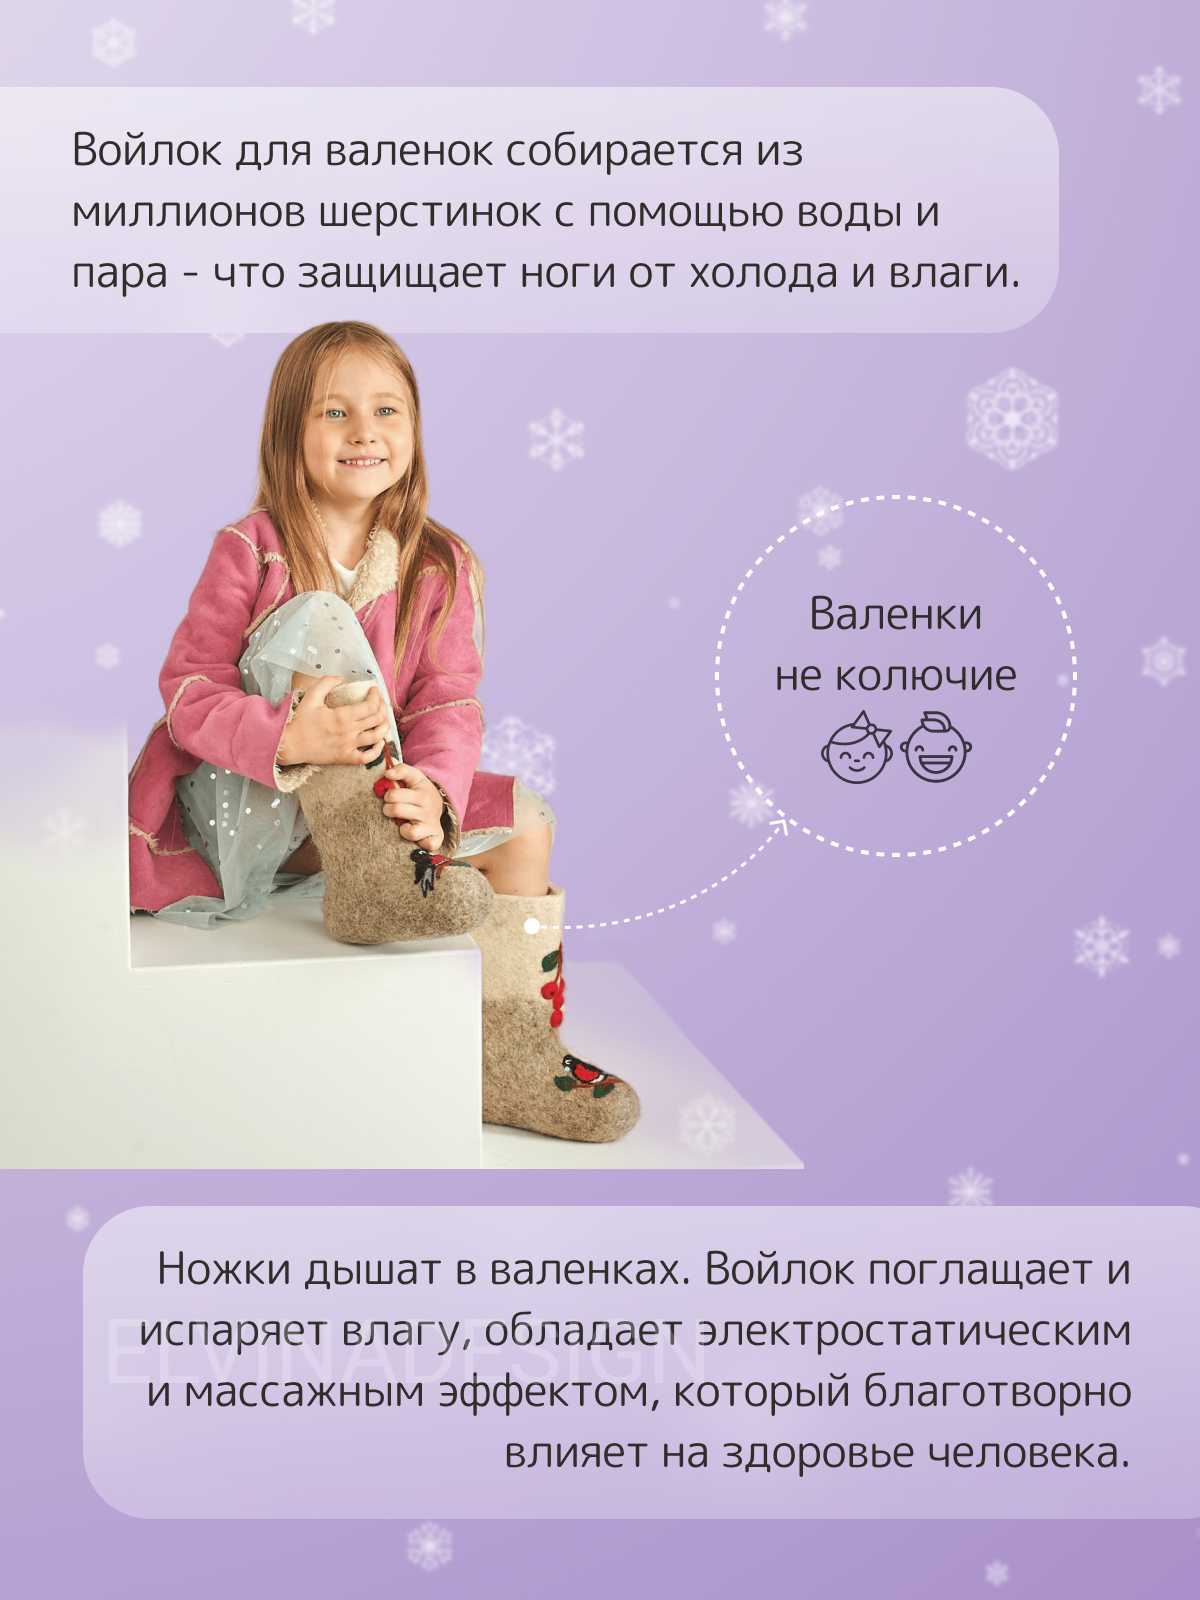 Войлок для валенок собирается из
миллионов шерстинок с помощью воды и
пара - что защищает ноги от холода и влаги.
Валенки
не колючие
Ножки дышат в валенках. Войлок поглащает и
испаряет влагу, обладает электростатическим
ELVINADESIGN
и массажным эффектом, который благотворно
влияет на здоровье человека.